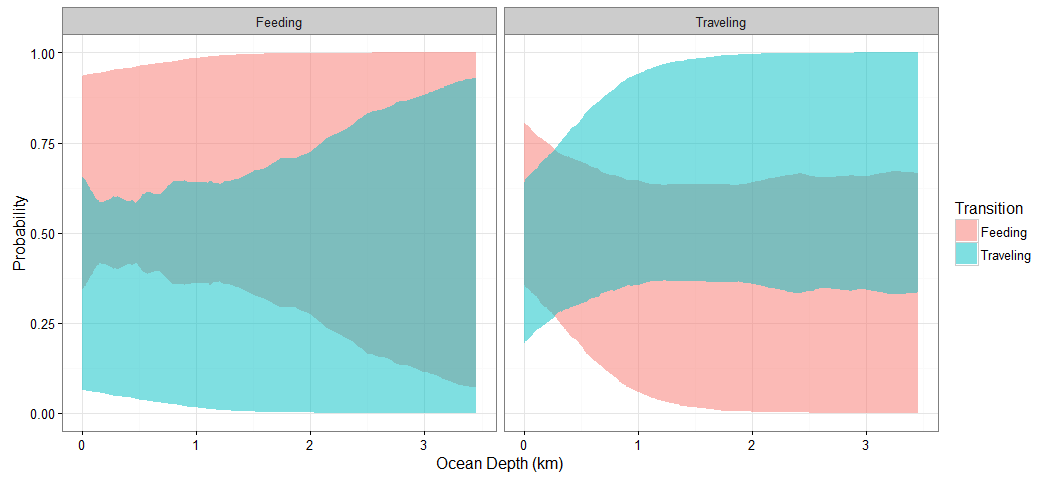 Feeding Traveling
1.00
0.75
0.50
0.25
0.00
Probability
0 1 2 3 0 1 2 3
Ocean Depth (km)
Transition
Feeding
Traveling